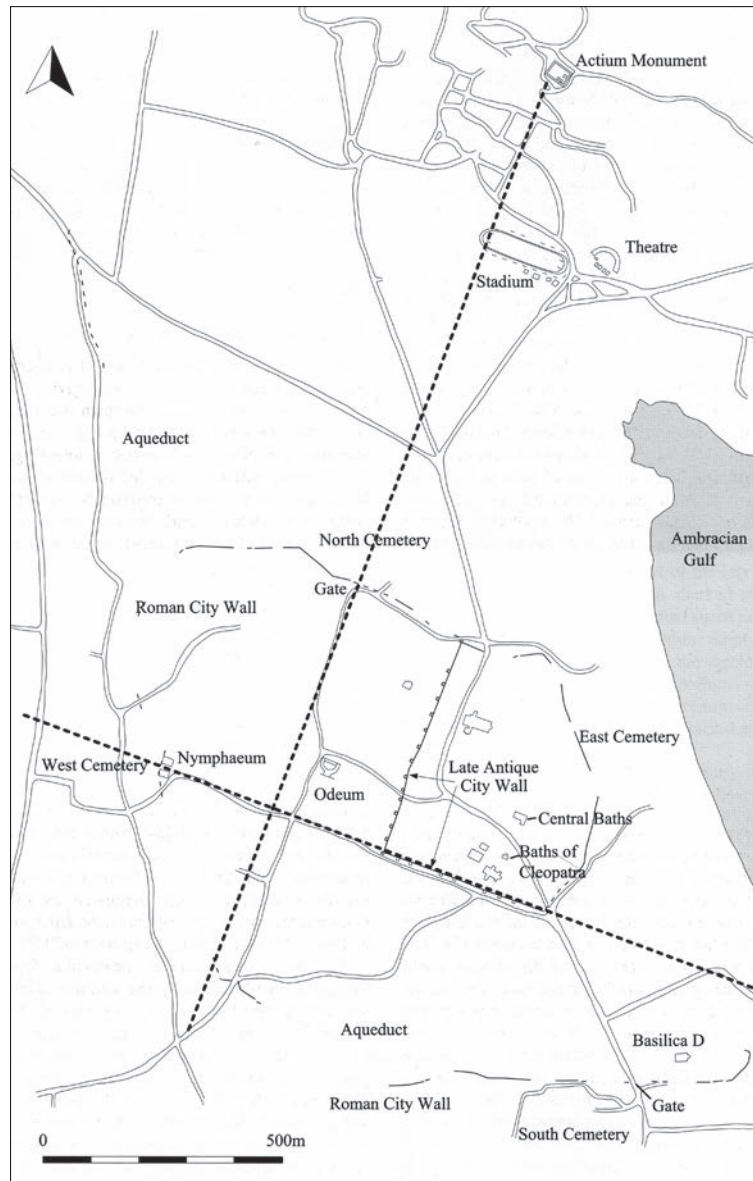 Actium Monument
Theatre
Stadium
Aqueduct
Ambracian
Gulf
North Cemetery
Gate
Roman City Wall
East Cemetery
West Cemetery
Nymphaeum
Late Antique
City Wall
Odeum
Central Baths
Baths of
Cleopatra
Aqueduct
Basilica D
Roman City Wall
Gate
South Cemetery
0
500m